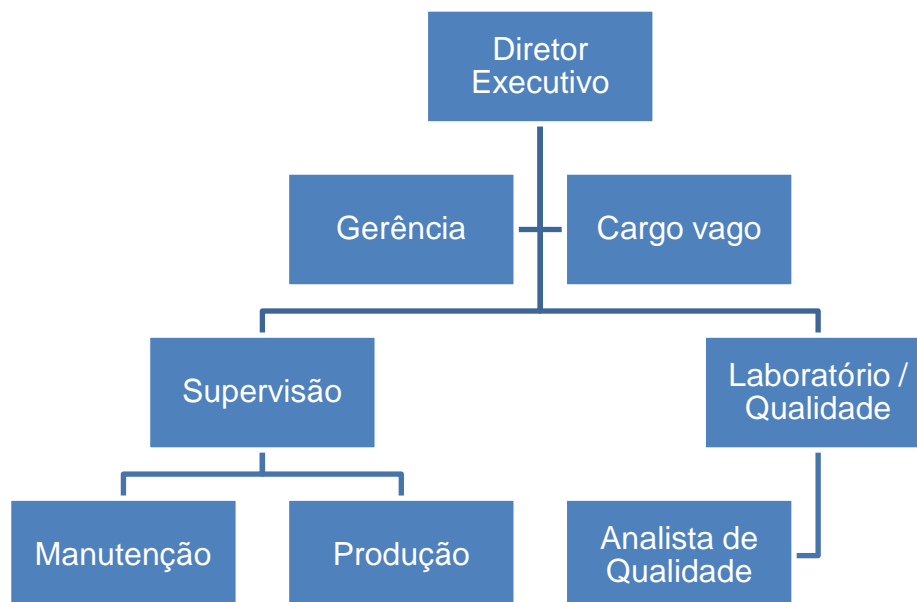 Diretor
Executivo
Gerência
Cargo vago
Supervisão
Laboratório /
Qualidade
Manutenção
Produção
Analista de
Qualidade